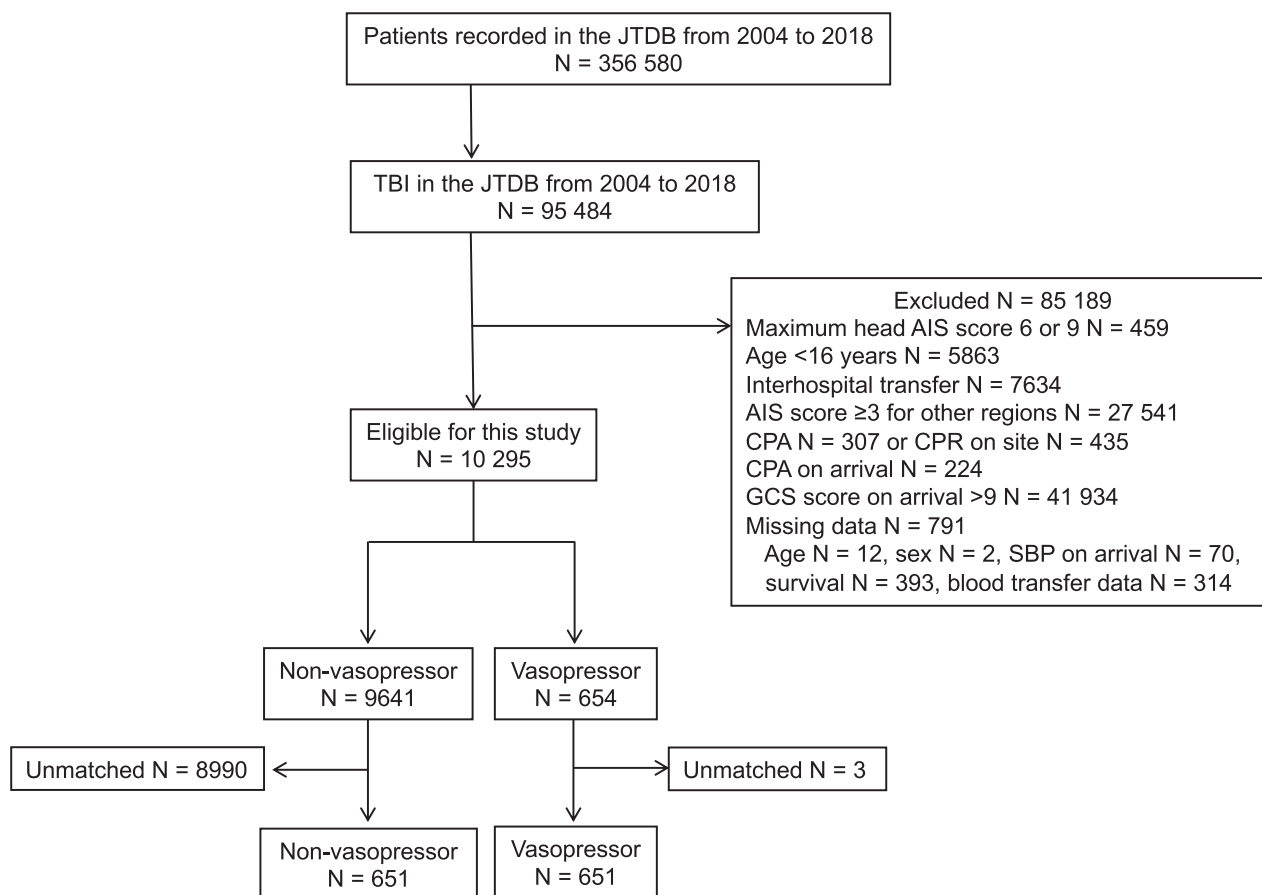 Patients recorded in the JTDB from 2004 to 2018
N = 356 580
TBI in the JTDB from 2004 to 2018
N = 95 484
Excluded N = 85 189
Maximum head AIS score 6 or 9 N = 459
Age <16 years N = 5863
Interhospital transfer N = 7634
AIS score ≥3 for other regions N = 27 541
CPA N = 307 or CPR on site N = 435
CPA on arrival N = 224
GCS score on arrival >9 N = 41 934
Missing data N = 791
Age N = 12, sex N = 2, SBP on arrival N = 70,
survival N = 393, blood transfer data N = 314
Eligible for this study
N = 10 295
Non-vasopressor
N = 9641
Vasopressor
N = 654
Unmatched N = 8990
Unmatched N = 3
Non-vasopressor
N = 651
Vasopressor
N = 651